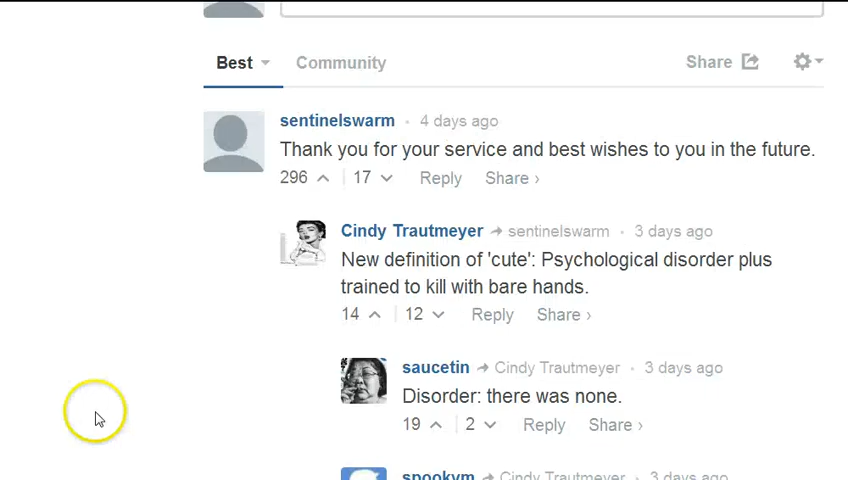 Best Community Share
sentinelswarm • 4 days ago
Thank you for your service and best wishes to you in the future.
296 | 17 Reply Share ›
Cindy Trautmeyer sentinelswarm • 3 days ago
New definition of 'cute': Psychological disorder plus
trained to kill with bare hands.
14 | 12 Reply Share ›
saucetin Cindy Trautmeyer • 3 days ago
Disorder: there was none.
19 | 2 Reply Share ›
spookym Cindy Trautmeyer • 3 days ago